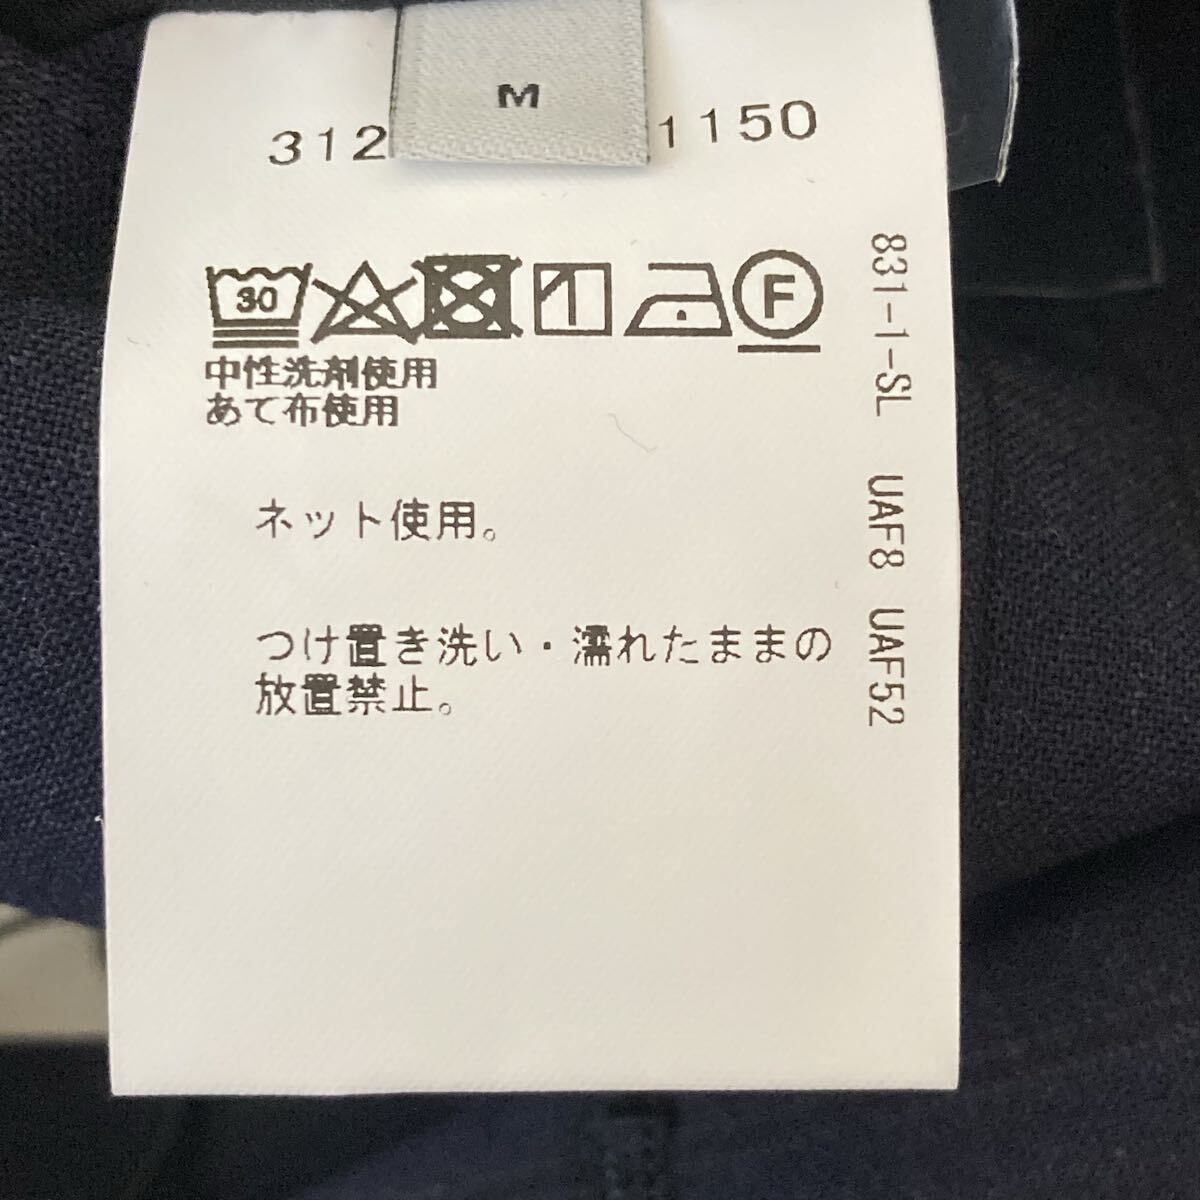 M
312 1150
30
F
中性洗剤使用
あて布使用
ネット使用。
つけ置き洗い・濡れたままの
放置禁止。
831-1-SL UAF8 UAF52